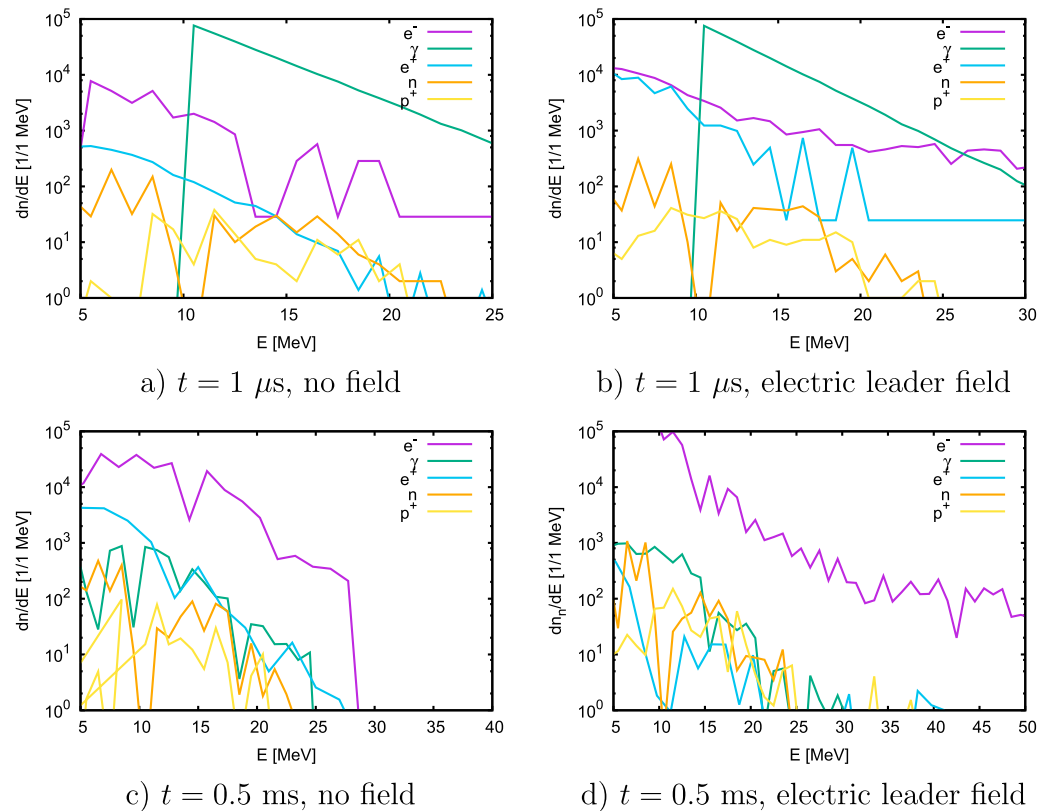 10^5
10^4
10^3
10^2
10^1
10^0
dn/dE [1/1 MeV]
e^-
γ
e^+
n
p^+
5 10 15 20 25
E [MeV]
a) t = 1 μs, no field
10^5
10^4
10^3
10^2
10^1
10^0
dn/dE [1/1 MeV]
e^-
γ
e^+
n
p^+
5 10 15 20 25 30
E [MeV]
b) t = 1 μs, electric leader field
10^5
10^4
10^3
10^2
10^1
10^0
dn/dE [1/1 MeV]
e^-
γ
e^+
n
p^+
5 10 15 20 25 30 35 40
E [MeV]
c) t = 0.5 ms, no field
10^5
10^4
10^3
10^2
10^1
10^0
dn_n/dE [1/1 MeV]
e^-
γ
e^+
n
p^+
5 10 15 20 25 30 35 40 45 50
E [MeV]
d) t = 0.5 ms, electric leader field